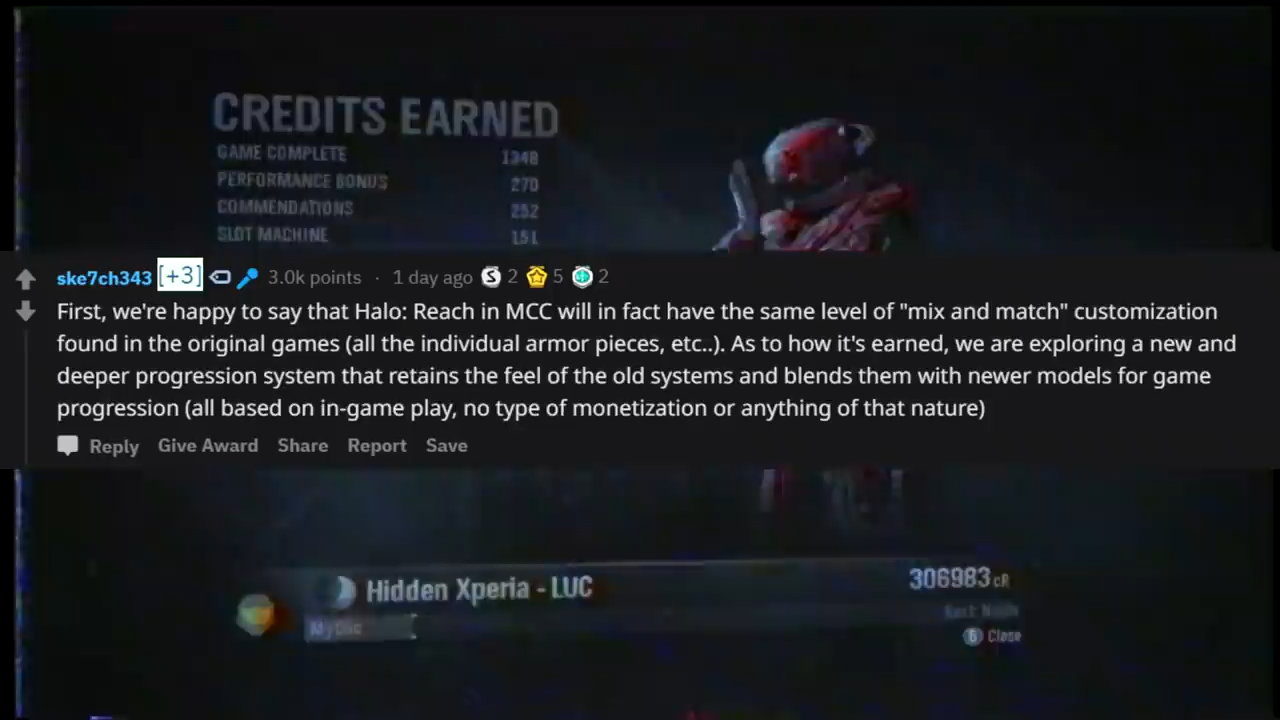 CREDITS EARNED
GAME COMPLETE 1348
PERFORMANCE BONUS 270
COMMENDATIONS 252
SLOT MACHINE 151
ske7ch343 [+3] 3.0k points · 1 day ago S 2 5 2
First, we're happy to say that Halo: Reach in MCC will in fact have the same level of "mix and match" customization
found in the original games (all the individual armor pieces, etc..). As to how it's earned, we are exploring a new and
deeper progression system that retains the feel of the old systems and blends them with newer models for game
progression (all based on in-game play, no type of monetization or anything of that nature)
Reply Give Award Share Report Save
Hidden Xperia - LUC 306983 cR
Mythic
Close